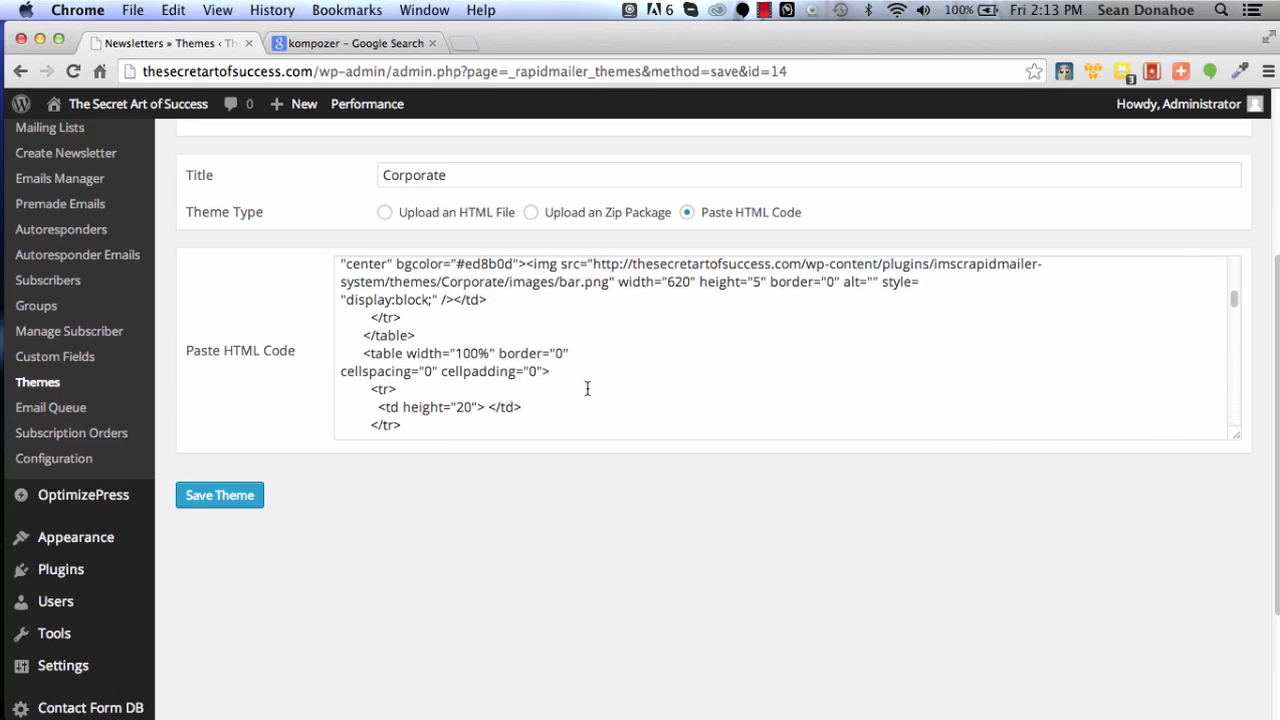 Chrome File Edit View History Bookmarks Window Help 6 100% Fri 2:13 PM Sean Donahoe
Newsletters » Themes ‹ Th × kompozer - Google Search ×
thesecretartofsuccess.com/wp-admin/admin.php?page=_rapidmailer_themes&method=save&id=14 3
The Secret Art of Success 0 + New Performance Howdy, Administrator
Mailing Lists
Create Newsletter
Emails Manager
Premade Emails
Autoresponders
Autoresponder Emails
Subscribers
Groups
Manage Subscriber
Custom Fields
Themes
Email Queue
Subscription Orders
Configuration
OptimizePress
Appearance
Plugins
Users
Tools
Settings
Contact Form DB
Title Corporate
Theme Type Upload an HTML File Upload an Zip Package Paste HTML Code
Paste HTML Code
"center" bgcolor="#ed8b0d"><img src="http://thesecretartofsuccess.com/wp-content/plugins/imscrapidmailer-
system/themes/Corporate/images/bar.png" width="620" height="5" border="0" alt="" style=
"display:block;" /></td>
</tr>
</table>
<table width="100%" border="0"
cellspacing="0" cellpadding="0">
<tr>
<td height="20"> </td>
</tr>
Save Theme